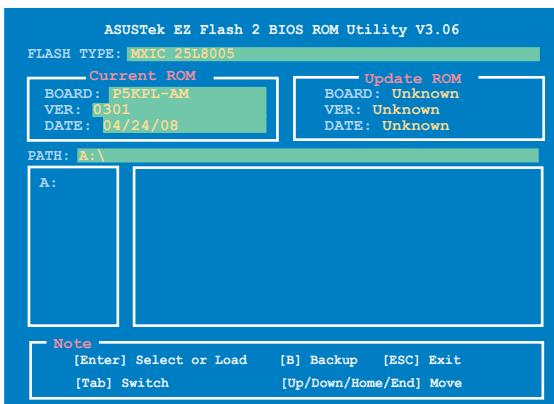 ASUSTek EZ Flash 2 BIOS ROM Utility V3.06
FLASH TYPE: MXIC 25L8005
Current ROM
BOARD: P5KPL-AM
VER: 0301
DATE: 04/24/08
Update ROM
BOARD: Unknown
VER: Unknown
DATE: Unknown
PATH: A:\
A:
Note
[Enter] Select or Load [B] Backup [ESC] Exit
[Tab] Switch [Up/Down/Home/End] Move